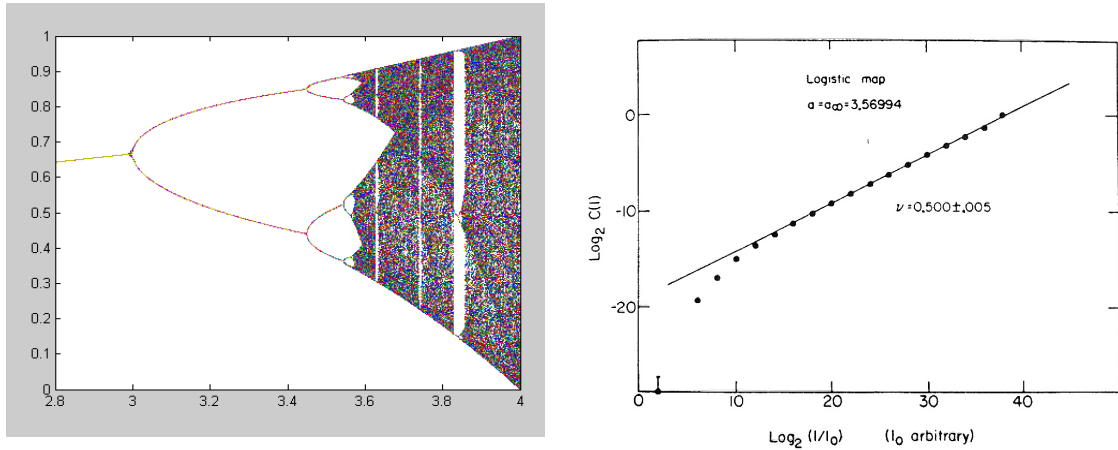 1
0.9
0.8
0.7
0.6
0.5
0.4
0.3
0.2
0.1
0
2.8 3 3.2 3.4 3.6 3.8 4
Logistic map
a = a∞ = 3.56994
ν = 0.500±.005
0
-10
-20
Log₂ C(l)
0 10 20 30 40
Log₂ (l/l₀) (l₀ arbitrary)